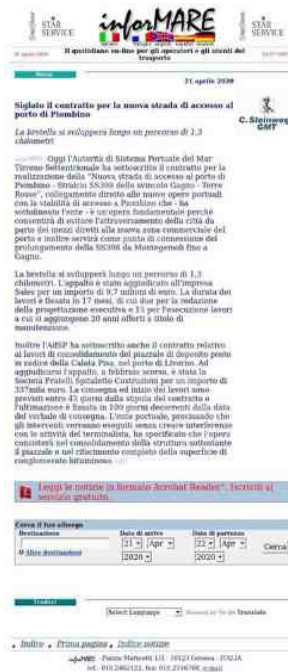 STAR SERVICE
inforMARE
STAR SERVICE
Il quotidiano on-line per gli operatori e gli utenti del trasporto
21 aprile 2020
Siglato il contratto per la nuova strada di accesso al porto di Piombino
C. Steinweg
GMT
La bretella si svilupperà lungo un percorso di 1,3 chilometri
Oggi l'Autorità di Sistema Portuale del Mar
Tirreno Settentrionale ha sottoscritto il contratto per la
realizzazione della "Nuova strada di accesso al porto di
Piombino - Stralcio SS398 dello svincolo Gagno - Terre
Rosse", collegamento diretto alle nuove opere portuali
con la viabilità di accesso a Piombino che - ha
sottolineato l'ente - è un'opera fondamentale perché
consentirà di evitare l'attraversamento della città da
parte dei mezzi diretti alla nuova zona commerciale del
porto e inoltre servirà come punto di connessione del
prolungamento della SS398 da Montegemoli fino a
Gagno.
La bretella si svilupperà lungo un percorso di 1,3
chilometri. L'appalto è stato aggiudicato all'impresa
Sales per un importo di 9,7 milioni di euro. La durata dei
lavori è fissata in 17 mesi, di cui due per la redazione
della progettazione esecutiva e 15 per l'esecuzione lavori
a cui si aggiungono 20 anni offerti a titolo di
manutenzione.
Inoltre l'AdSP ha sottoscritto anche il contratto relativo
ai lavori di consolidamento del piazzale di deposito posto
in radice della Calata Pisa, nel porto di Livorno. Ad
aggiudicarsi l'appalto, a febbraio scorso, è stata la
Società Fratelli Spataletto Costruzioni per un importo di
337mila euro. La consegna ed inizio dei lavori sono
previsti entro 45 giorni dalla stipula del contratto e
l'ultimazione è fissata in 109 giorni decorrenti dalla data
del verbale di consegna. L'ente portuale, precisando che
gli interventi verranno eseguiti senza creare interferenze
con le attività del terminalista, ha specificato che l'opera
consisterà nel consolidamento della struttura sottostante
il piazzale e nel rifacimento completo della superficie di
conglomerato bituminoso.
Leggi le notizie in formato Acrobat Reader®. Iscriviti al
servizio gratuito.
Cerca il tuo albergo
Destinazione
Data di arrivo
Data di partenza
21 Apr 2020
22 Apr 2020
Cerca
O Altre destinazioni
Select Language
Translate
Indice
Prima pagina
Indice notizie
inforMARE - Piazza Matteotti 1/3 - 16123 Genova - ITALIA
tel.: 010.2462122, fax: 010.2516768, e-mail